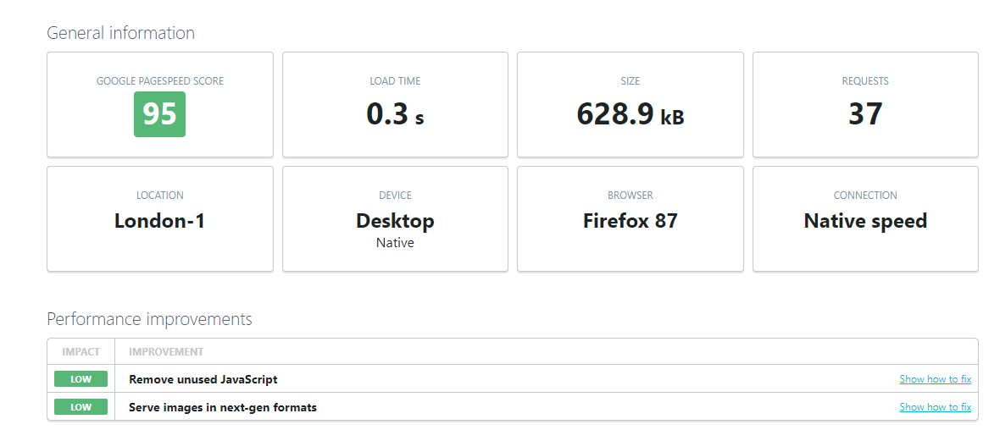 General information
GOOGLE PAGESPEED SCORE
95
LOAD TIME
0.3 s
SIZE
628.9 kB
REQUESTS
37
LOCATION
London-1
DEVICE
Desktop
Native
BROWSER
Firefox 87
CONNECTION
Native speed
Performance improvements
IMPACT IMPROVEMENT
LOW Remove unused JavaScript Show how to fix
LOW Serve images in next-gen formats Show how to fix